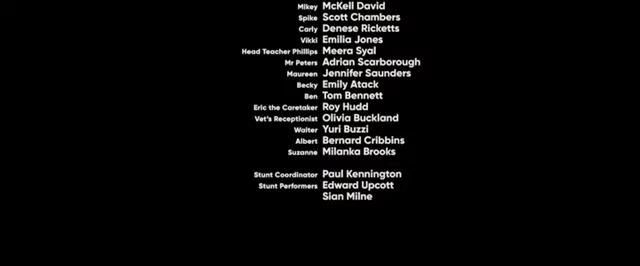 Mikey McKell David
Spike Scott Chambers
Carly Denese Ricketts
Vikki Emilia Jones
Head Teacher Phillips Meera Syal
Mr Peters Adrian Scarborough
Maureen Jennifer Saunders
Becky Emily Atack
Ben Tom Bennett
Eric the Caretaker Roy Hudd
Vet's Receptionist Olivia Buckland
Walter Yuri Buzzi
Albert Bernard Cribbins
Suzanne Milanka Brooks
Stunt Coordinator Paul Kennington
Stunt Performers Edward Upcott
Sian Milne